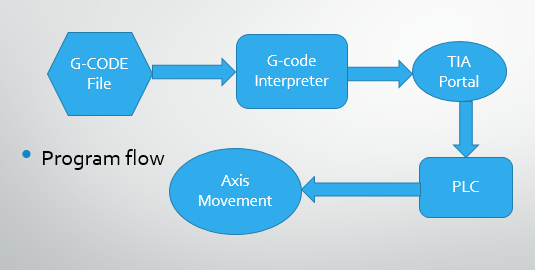 G-CODE
File
G-code
Interpreter
TIA
Portal
• Program flow
Axis
Movement
PLC